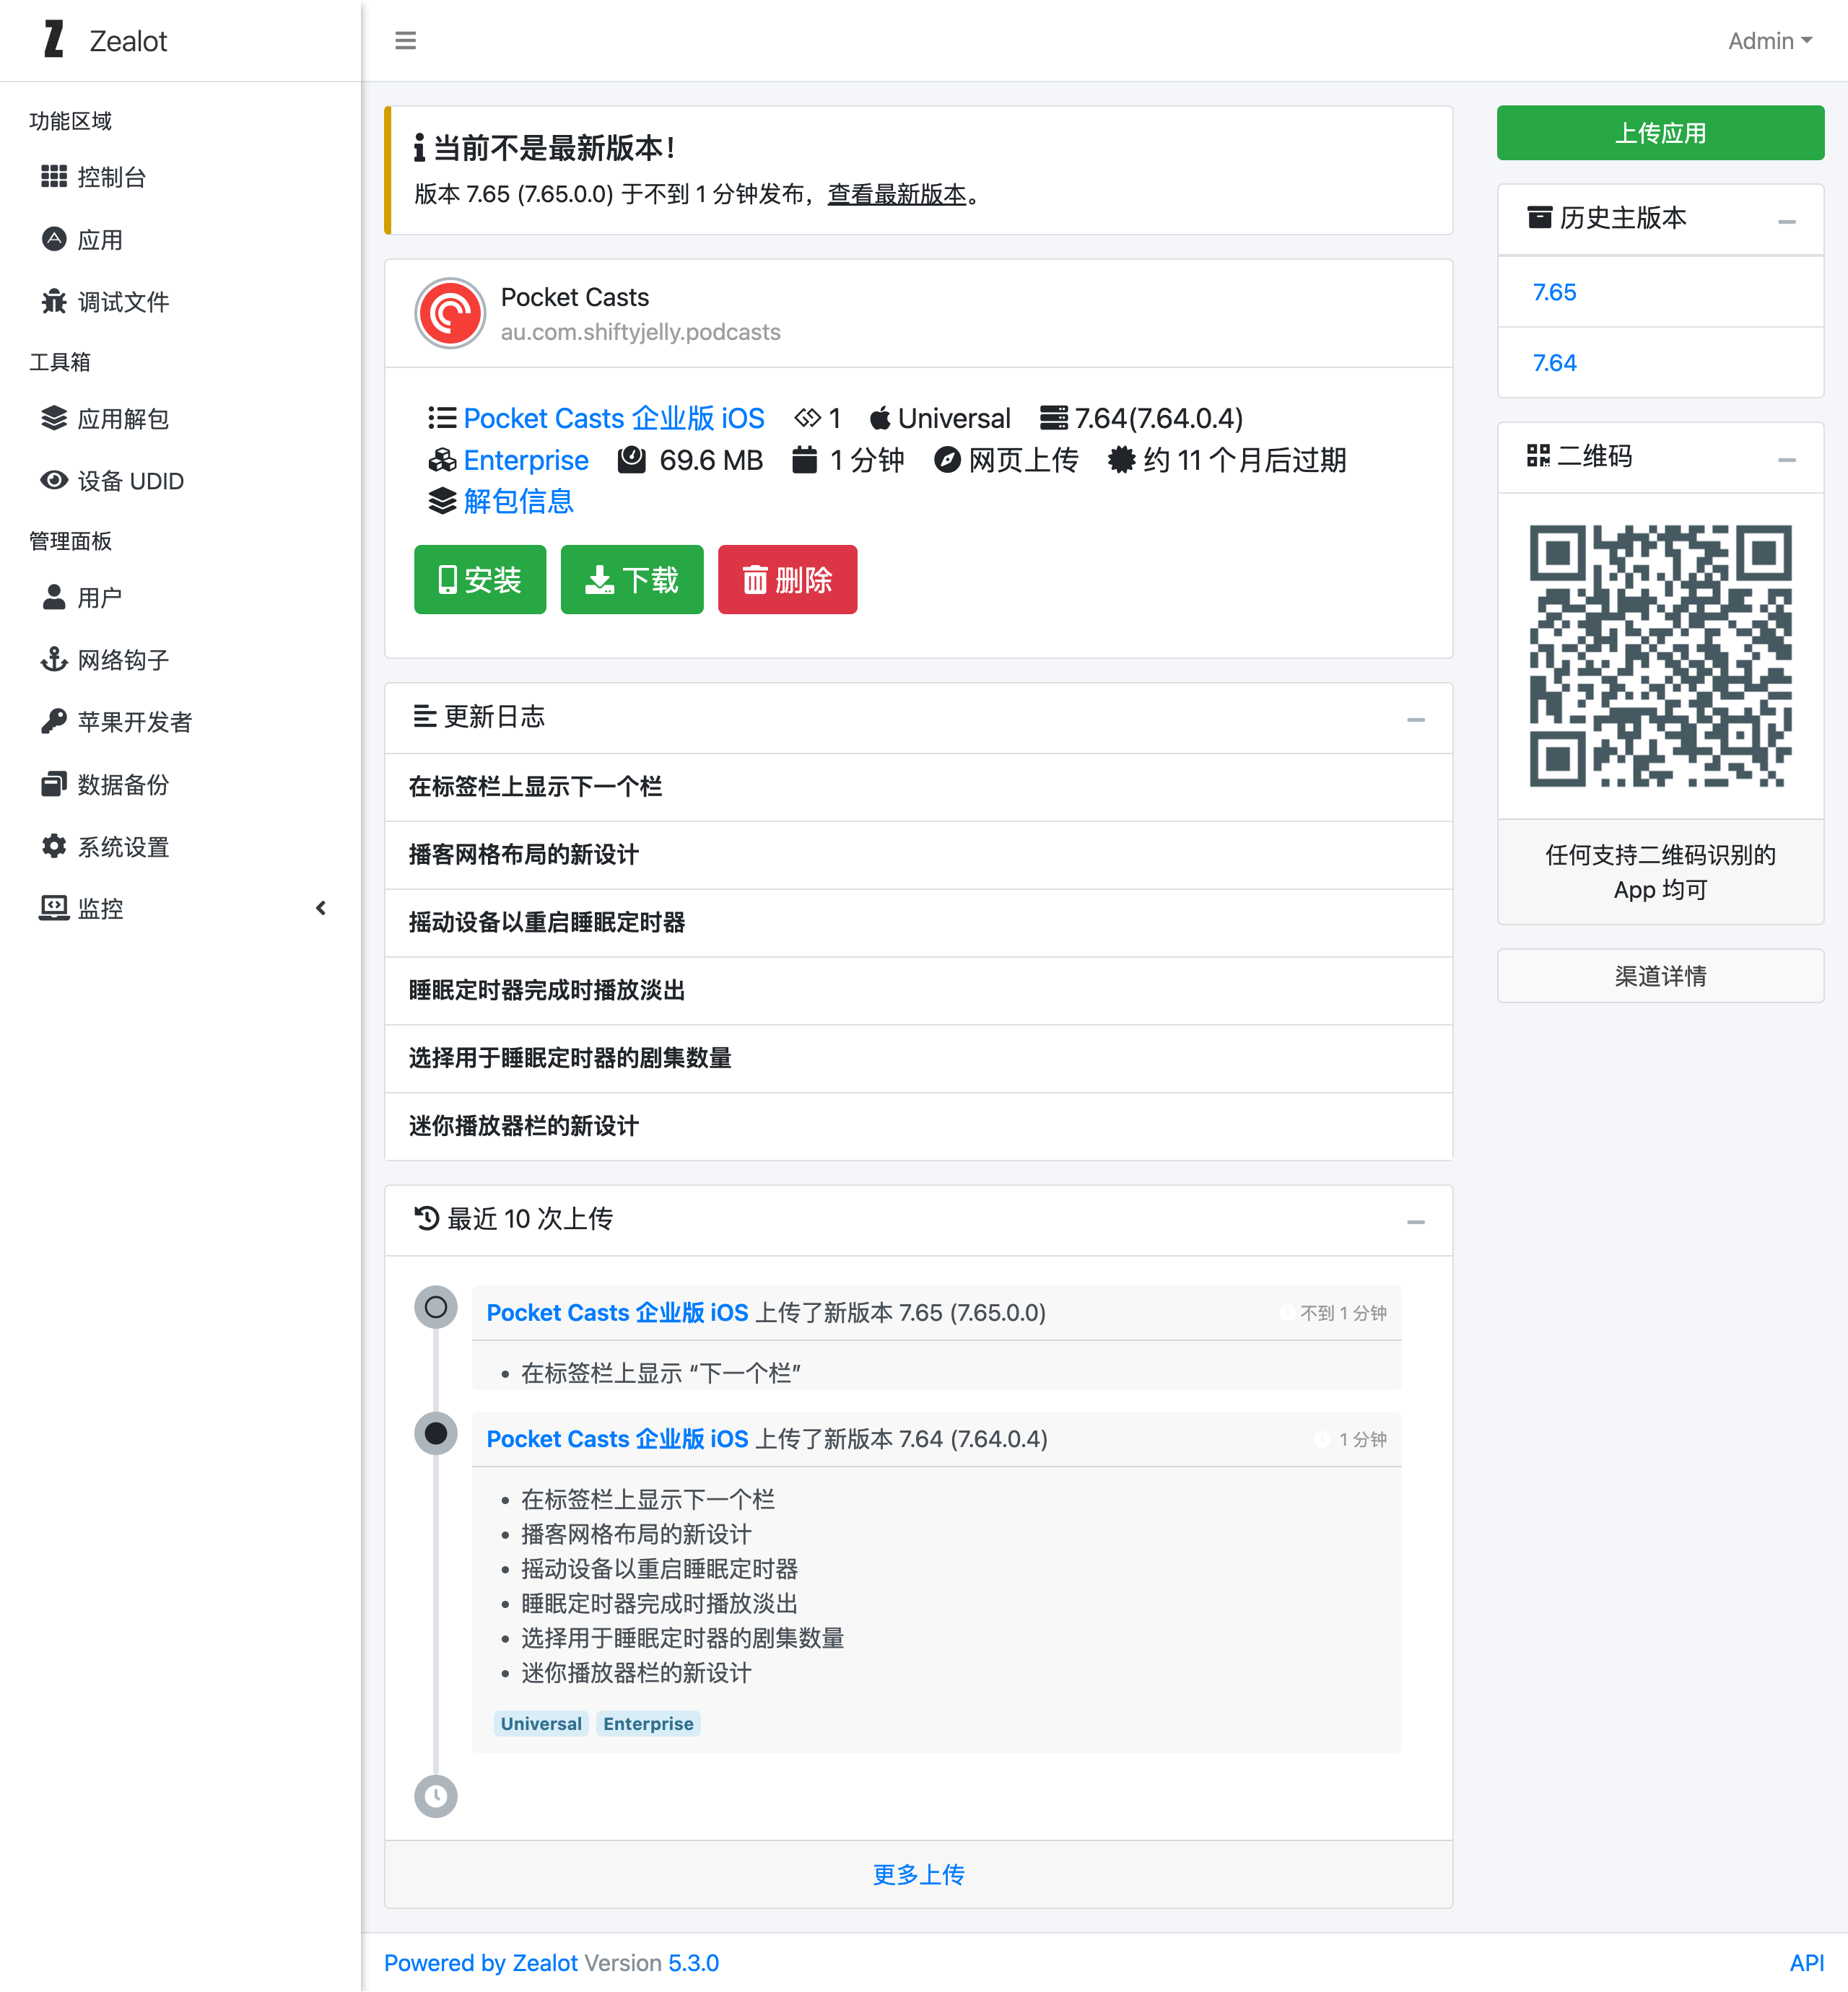 Zealot
Admin
功能区域
控制台
应用
调试文件
工具箱
应用解包
设备 UDID
管理面板
用户
网络钩子
苹果开发者
数据备份
系统设置
监控
当前不是最新版本！
版本 7.65 (7.65.0.0) 于不到 1 分钟发布，查看最新版本。
Pocket Casts
au.com.shiftyjelly.podcasts
Pocket Casts 企业版 iOS 1 Universal 7.64(7.64.0.4)
Enterprise 69.6 MB 1 分钟 网页上传 约 11 个月后过期
解包信息
安装 下载 删除
更新日志
在标签栏上显示下一个栏
播客网格布局的新设计
摇动设备以重启睡眠定时器
睡眠定时器完成时播放淡出
选择用于睡眠定时器的剧集数量
迷你播放器栏的新设计
最近 10 次上传
Pocket Casts 企业版 iOS 上传了新版本 7.65 (7.65.0.0) 不到 1 分钟
• 在标签栏上显示 “下一个栏”
Pocket Casts 企业版 iOS 上传了新版本 7.64 (7.64.0.4) 1 分钟
• 在标签栏上显示下一个栏
• 播客网格布局的新设计
• 摇动设备以重启睡眠定时器
• 睡眠定时器完成时播放淡出
• 选择用于睡眠定时器的剧集数量
• 迷你播放器栏的新设计
Universal Enterprise
更多上传
上传应用
历史主版本
7.65
7.64
二维码
任何支持二维码识别的
App 均可
渠道详情
Powered by Zealot Version 5.3.0
API